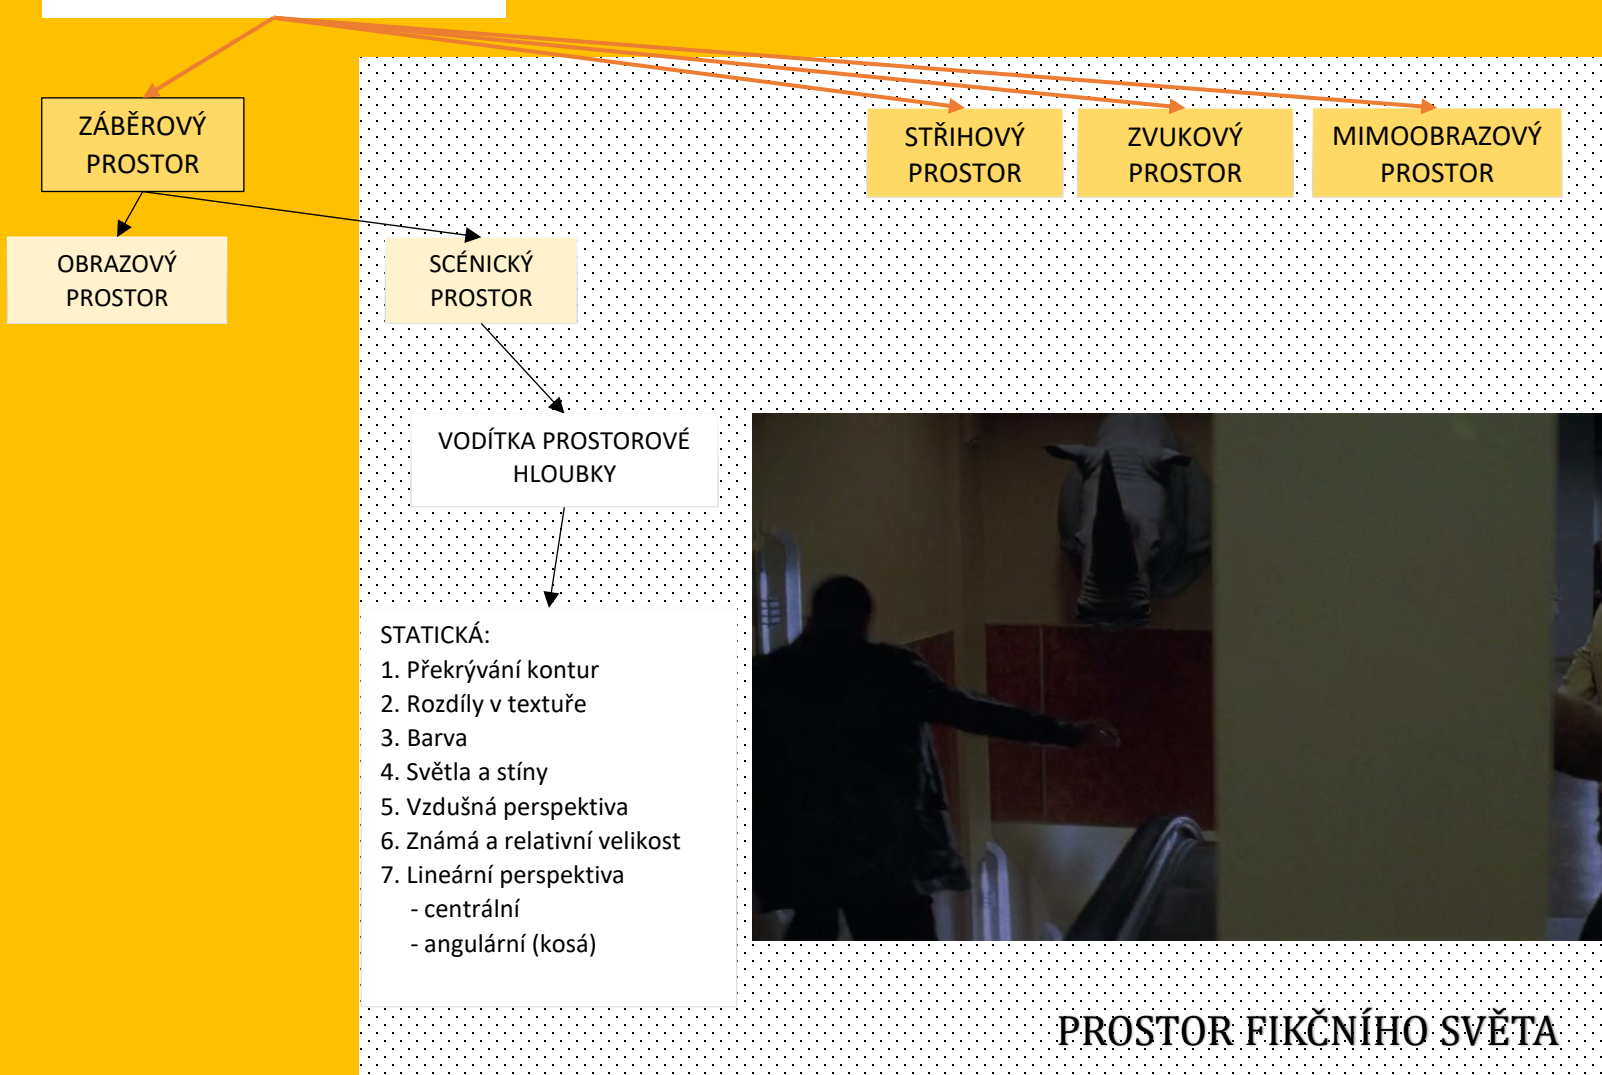 ZÁBĚROVÝ
PROSTOR
STŘIHOVÝ
PROSTOR
ZVUKOVÝ
PROSTOR
MIMOOBRAZOVÝ
PROSTOR
OBRAZOVÝ
PROSTOR
SCÉNICKÝ
PROSTOR
VODÍTKA PROSTOROVÉ
HLOUBKY
STATICKÁ:
1. Překrývání kontur
2. Rozdíly v textuře
3. Barva
4. Světla a stíny
5. Vzdušná perspektiva
6. Známá a relativní velikost
7. Lineární perspektiva
- centrální
- angulární (kosá)
PROSTOR FIKČNÍHO SVĚTA